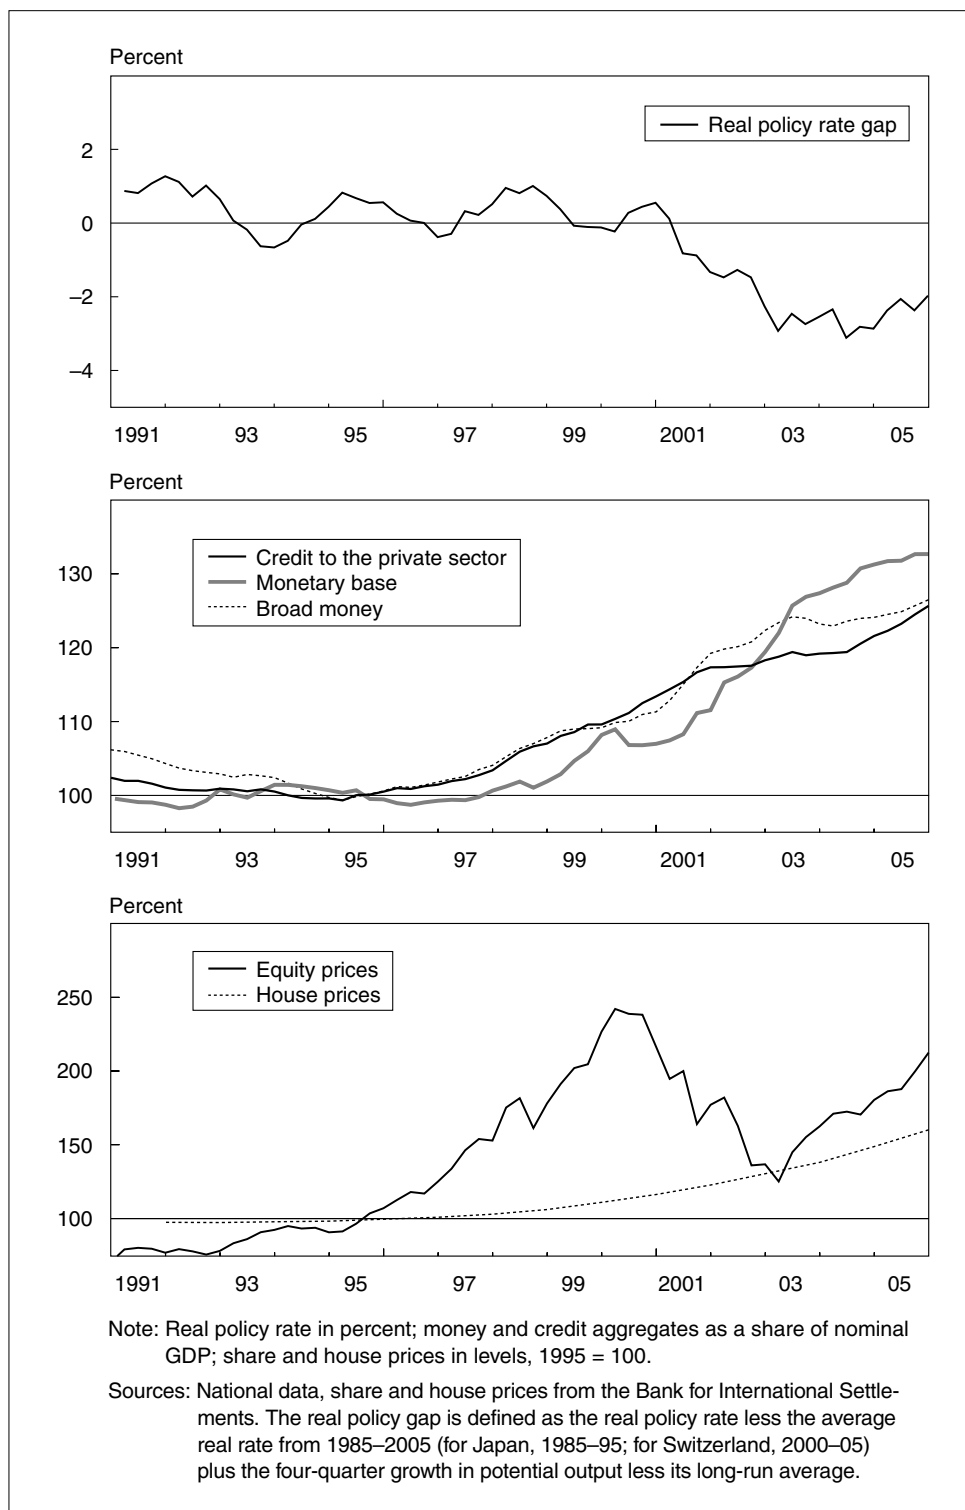 Percent
Real policy rate gap
2
0
–2
–4
1991 93 95 97 99 2001 03 05
Percent
Credit to the private sector
Monetary base
Broad money
130
120
110
100
1991 93 95 97 99 2001 03 05
Percent
Equity prices
House prices
250
200
150
100
1991 93 95 97 99 2001 03 05
Note: Real policy rate in percent; money and credit aggregates as a share of nominal
GDP; share and house prices in levels, 1995 = 100.
Sources: National data, share and house prices from the Bank for International Settle-
ments. The real policy gap is defined as the real policy rate less the average
real rate from 1985–2005 (for Japan, 1985–95; for Switzerland, 2000–05)
plus the four-quarter growth in potential output less its long-run average.